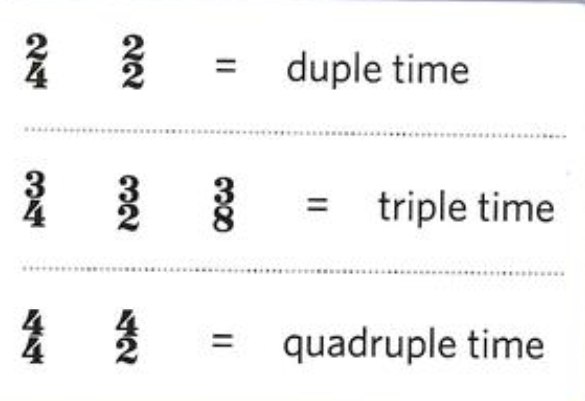 2/4 2/2 = duple time
3/4 3/2 3/8 = triple time
4/4 4/2 = quadruple time